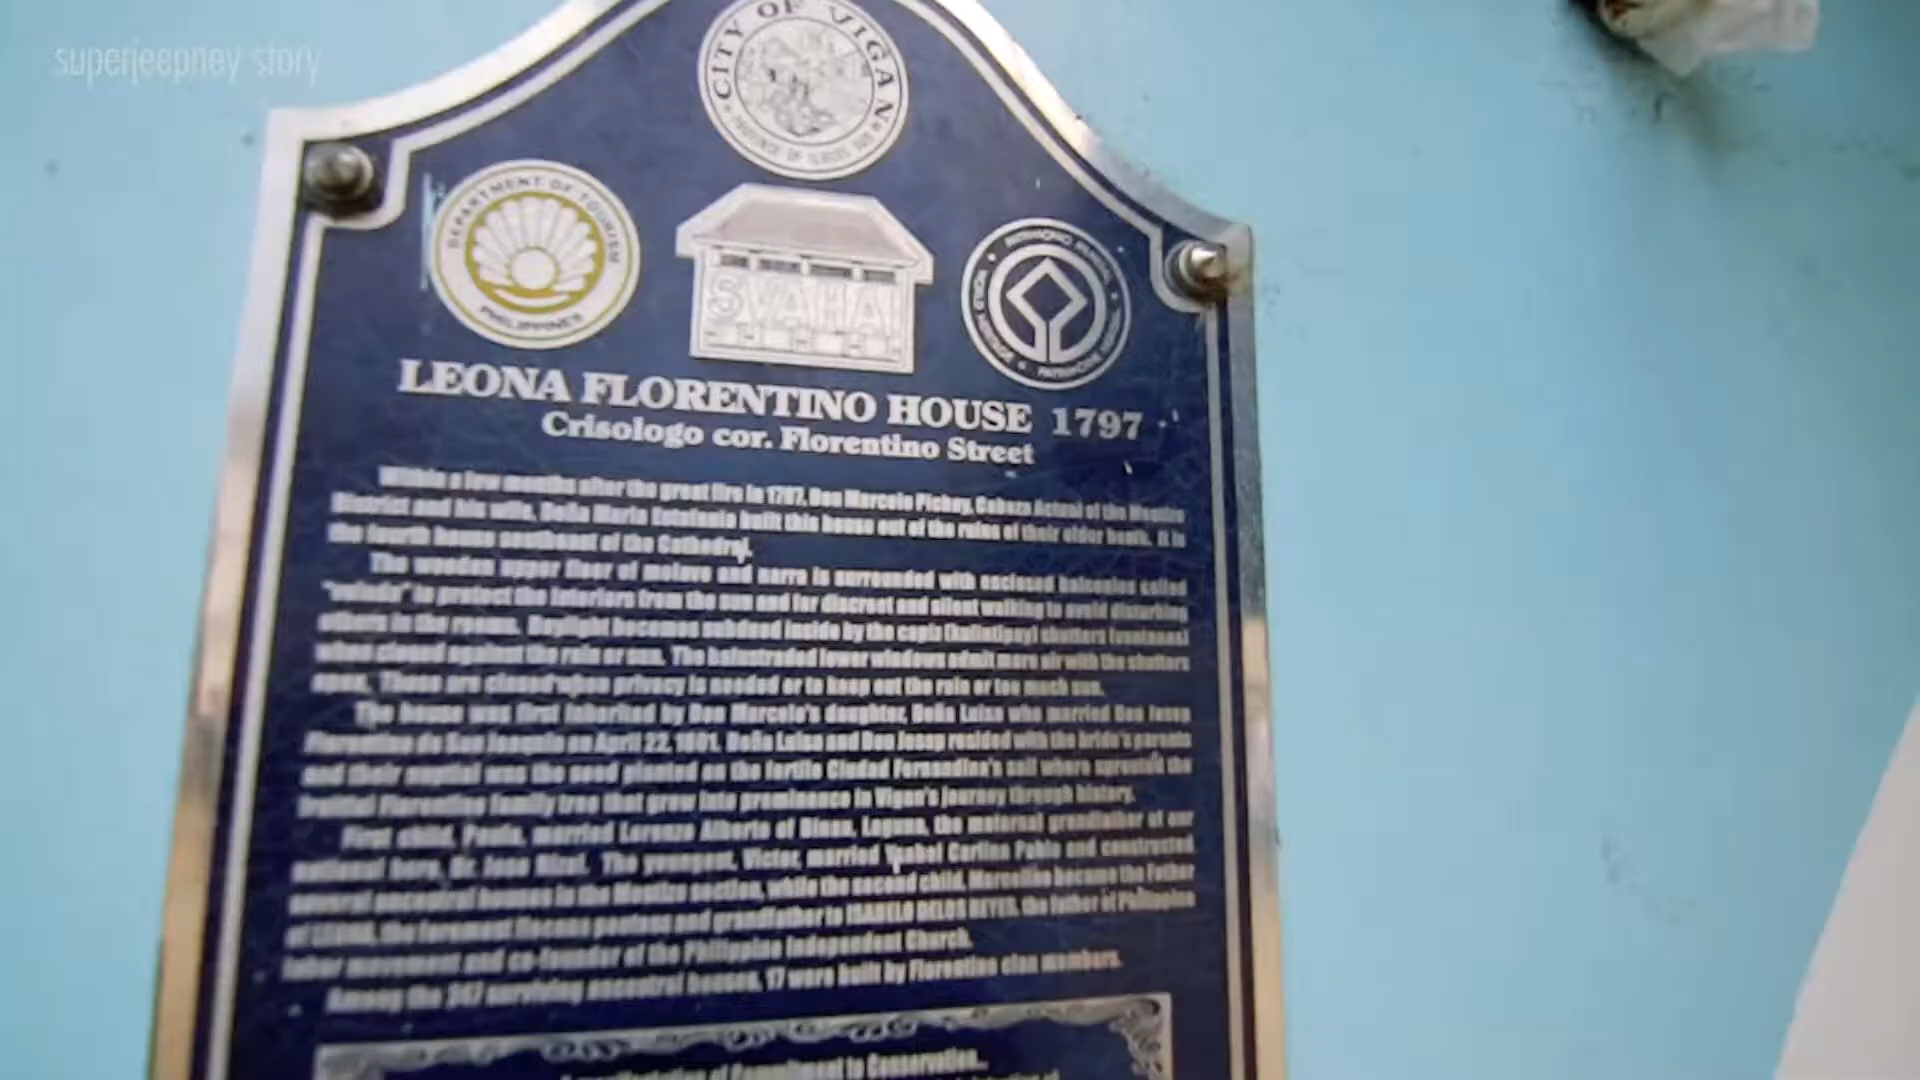 superjeepney story
CITY OF VIGAN
DEPARTMENT OF TOURISM
PHILIPPINES
SVAHAI
LEONA FLORENTINO HOUSE 1797
Crisologo cor. Florentino Street
Within a few months after the great fire in 1797, Don Marcelo Pichay, Cabeza Actual of the Mestizo
District and his wife, Doña Maria Estefania built this house out of the ruins of their older house. It is
the fourth house southeast of the Cathedral.
The wooden upper floor of molave and narra is surrounded with enclosed balconies called
"volada" to protect the interiors from the sun and for discreet and silent walking to avoid disturbing
others in the rooms. Daylight becomes subdued inside by the capiz shutters (ventanas)
when closed against the rain or sun. The balustraded lower windows admit more air with the shutters
open. These are closed when privacy is needed or to keep out the rain or too much sun.
The house was first inherited by Don Marcelo's daughter, Doña Luisa who married Don Josep
Florentino de San Joaquin on April 22, 1801. Doña Luisa and Don Josep resided with the bride's parents
and their nuptial was the seed planted on the fertile Ciudad Fernandina's soil where the
fruitful Florentino family tree that grew into prominence in Vigan's journey through history.
First child, Paula, married Lorenzo Alberto of Binan, Laguna, the maternal grandfather of our
national hero, Dr. Jose Rizal. The youngest, Victor, married Ysabel Carlina Pablo and constructed
several ancestral houses in the Mestizo section, while the second child, Marcelino became the Father
of LEONA, the foremost Ilocano poetess and grandfather to ISABELO DELOS REYES, the father of Philippine
labor movement and co-founder of the Philippine Independent Church.
Among the 347 surviving ancestral houses, 17 were built by Florentino clan members.
of Commitment to Conservation...